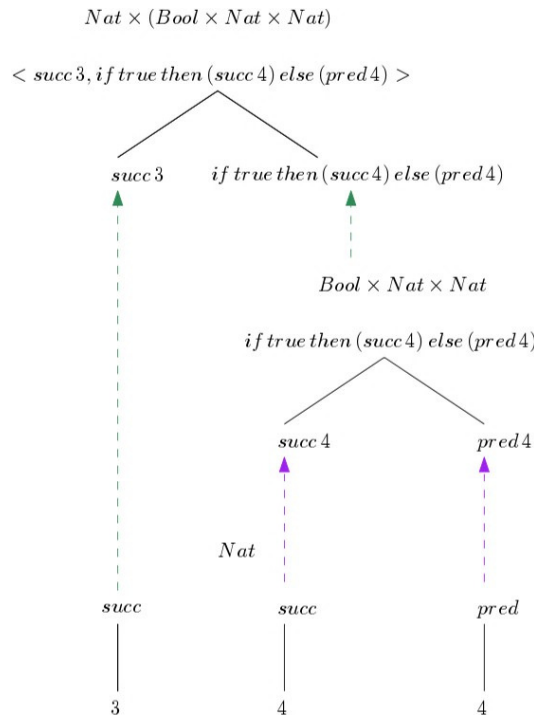 Nat × (Bool × Nat × Nat)
< succ 3, if true then (succ 4) else (pred 4) >
succ 3 if true then (succ 4) else (pred 4)
Bool × Nat × Nat
if true then (succ 4) else (pred 4)
succ 4 pred 4
Nat
succ succ pred
3 4 4